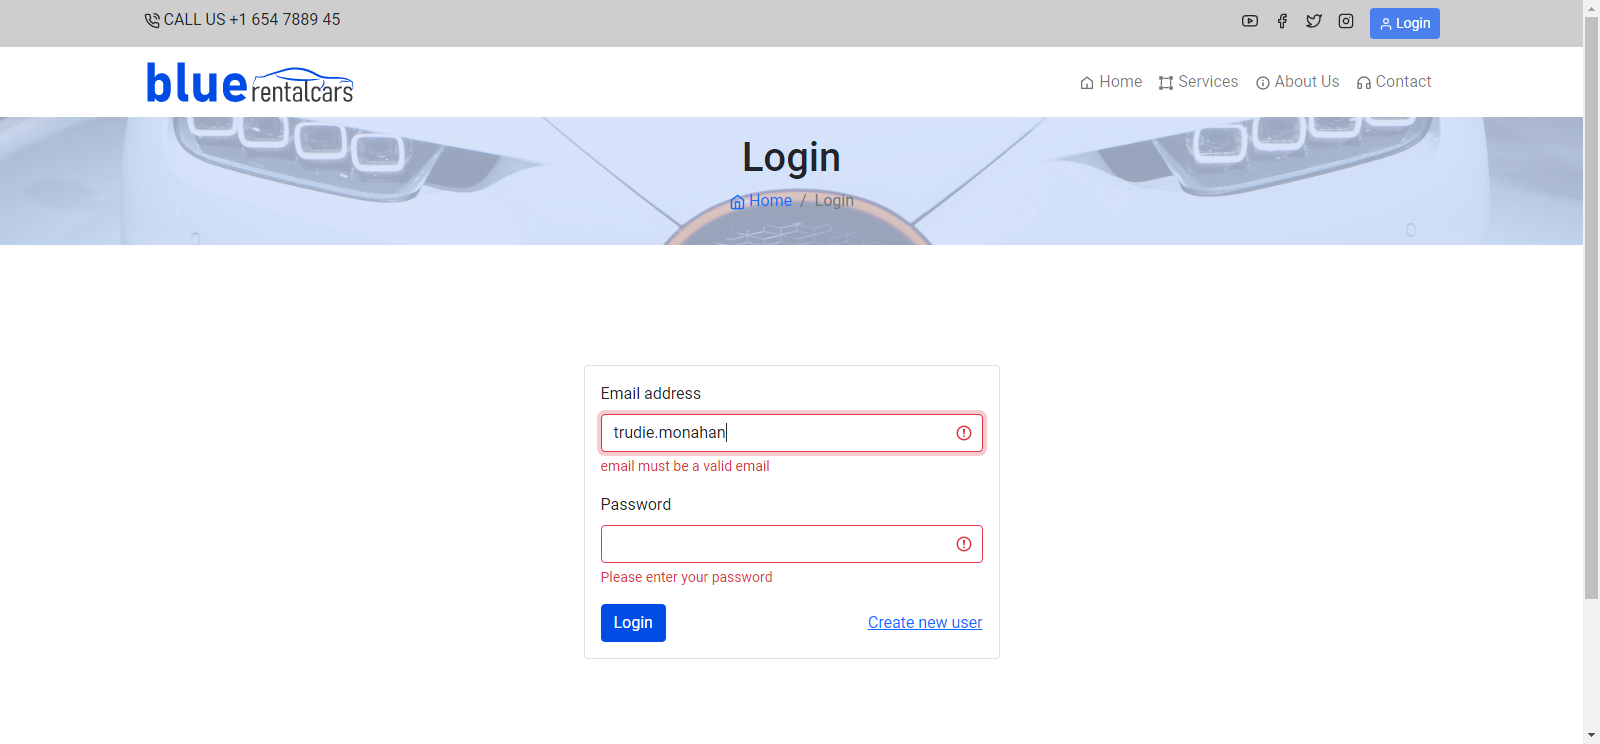 CALL US +1 654 7889 45
Login
blue rentalcars
Home Services About Us Contact
Login
Home / Login
Email address
trudie.monahan
email must be a valid email
Password
Please enter your password
Login Create new user